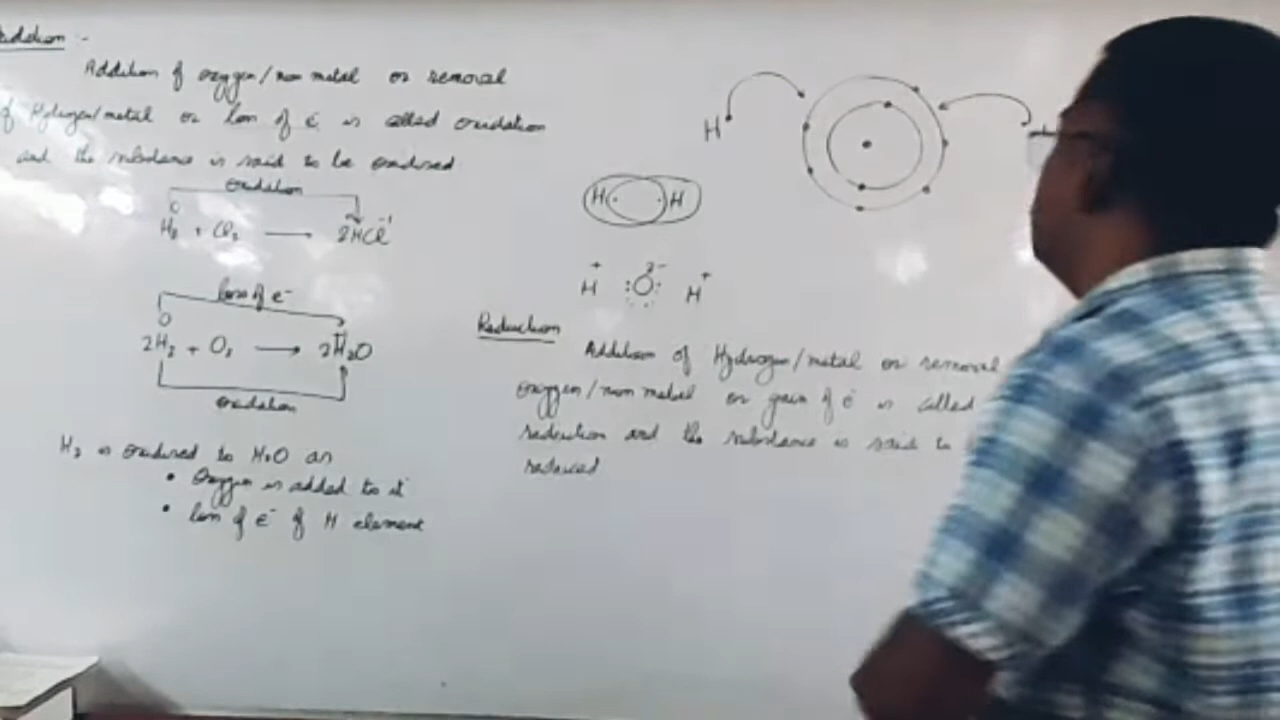 Addition of oxygen/non metal or removal
of Hydrogen/metal or loss of e⁻ is called oxidation
and the substance is said to be oxidised
oxidation
0
H₂ + Cl₂ → 2HCl⁻¹
loss of e⁻
0
2H₂ + O₂ → 2H₂O
oxidation
H₂ is oxidised to H₂O as
• Oxygen is added to it
• loss of e⁻ of H element
H
H H
H⁺ O²⁻ H⁺
Reduction
Addition of Hydrogen/metal or removal
oxygen/non metal or gain of e⁻ is called
reduction and the substance is said to
reduced